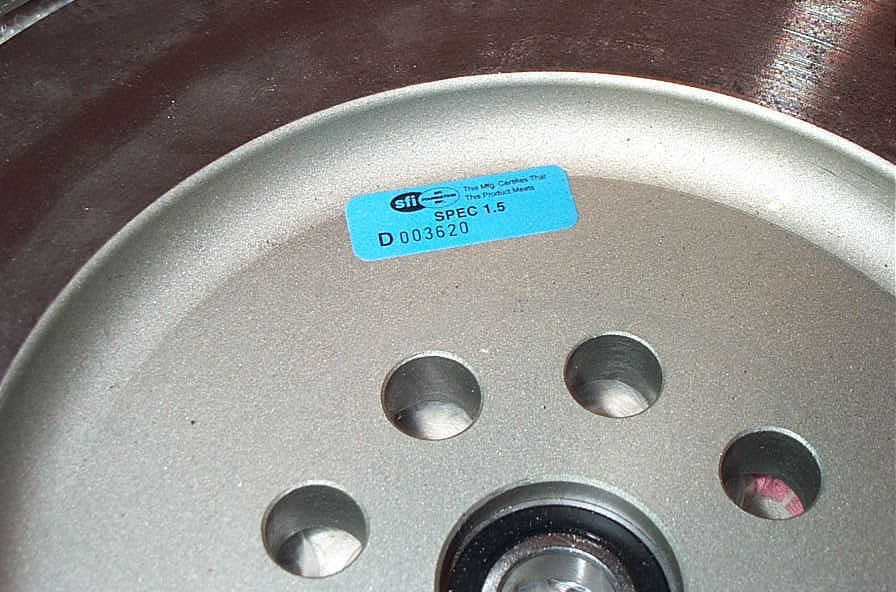 sfi
This Mfg. Certifies That
This Product Meets
SPEC 1.5
D 003620